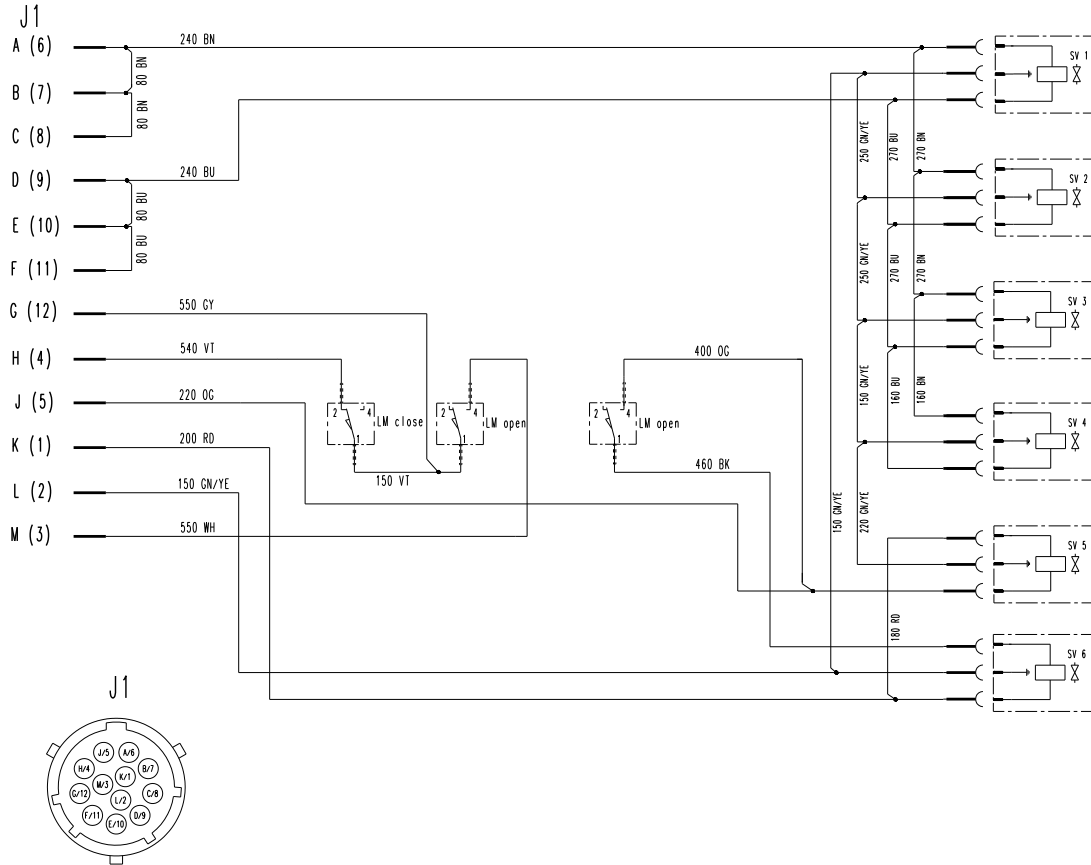 J1
A (6)
240 BN
80 BN
B (7)
80 BN
C (8)
D (9)
240 BU
80 BU
E (10)
80 BU
F (11)
G (12)
550 GY
H (4)
540 VT
J (5)
220 OG
K (1)
200 RD
L (2)
150 GN/YE
M (3)
550 WH
2 4
1
LM close
2 4
1
LM open
150 VT
400 OG
2 4
1
LM open
460 BK
250 GN/YE
270 BU
270 BN
250 GN/YE
270 BU
270 BN
150 GN/YE
160 BU
160 BN
150 GN/YE
220 GN/YE
180 RD
SV 1
SV 2
SV 3
SV 4
SV 5
SV 6
J1
J/5
A/6
H/4
K/1
B/7
M/3
G/12
L/2
C/8
F/11
E/10
D/9